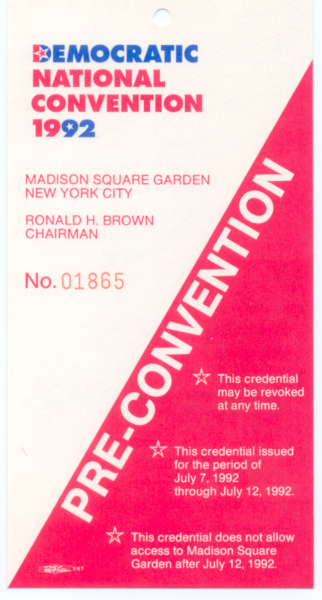 DEMOCRATIC
NATIONAL
CONVENTION
1992
MADISON SQUARE GARDEN
NEW YORK CITY
RONALD H. BROWN
CHAIRMAN
No. 01865
PRE-CONVENTION
This credential
may be revoked
at any time.
This credential issued
for the period of
July 7, 1992
through July 12, 1992.
This credential does not allow
access to Madison Square
Garden after July 12, 1992.